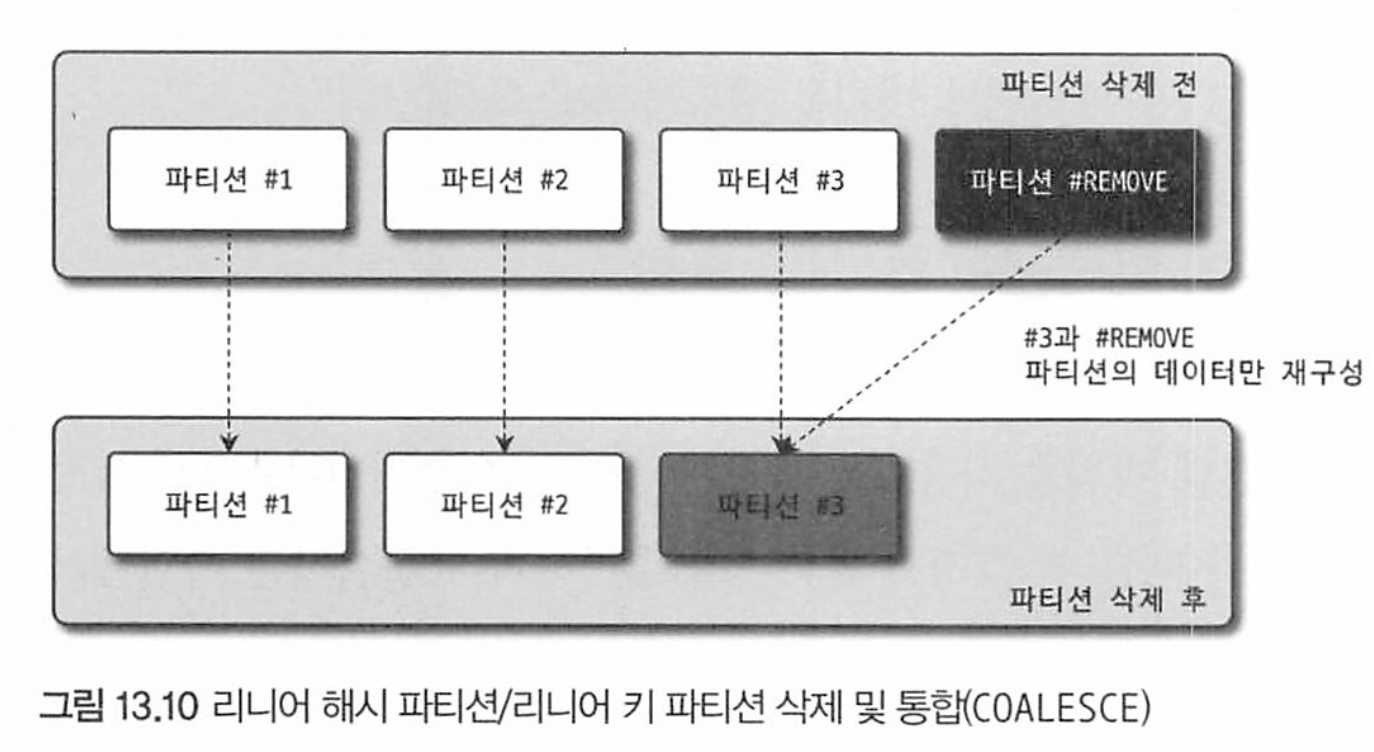 파티션 삭제 전
파티션 #1
파티션 #2
파티션 #3
파티션 #REMOVE
#3과 #REMOVE
파티션의 데이터만 재구성
파티션 #1
파티션 #2
파티션 #3
파티션 삭제 후
그림 13.10 리니어 해시 파티션/리니어 키 파티션 삭제 및 통합(COALESCE)